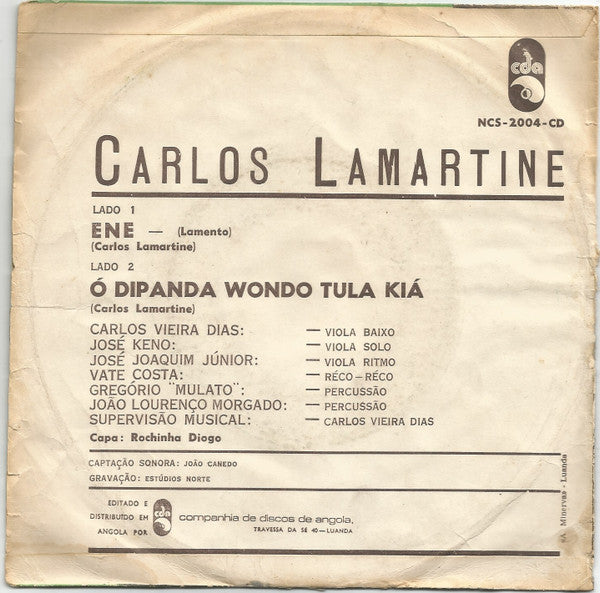 cda
NCS-2004-CD
CARLOS LAMARTINE
LADO 1
ENE — (Lamento)
(Carlos Lamartine)
LADO 2
Ó DIPANDA WONDO TULA KIÁ
(Carlos Lamartine)
CARLOS VIEIRA DIAS: — VIOLA BAIXO
JOSÉ KENO: — VIOLA SOLO
JOSÉ JOAQUIM JÚNIOR: — VIOLA RITMO
VATE COSTA: — RÉCO-RÉCO
GREGÓRIO "MULATO": — PERCUSSÃO
JOÃO LOURENÇO MORGADO: — PERCUSSÃO
SUPERVISÃO MUSICAL: — CARLOS VIEIRA DIAS
Capa: Rochinha Diogo
CAPTAÇÃO SONORA: JOÃO CANEDO
GRAVAÇÃO: ESTÚDIOS NORTE
EDITADO E
DISTRIBUÍDO EM
ANGOLA POR:
cda
companhia de discos de angola,
TRAVESSA DA SÉ 40—LUANDA
Minervas - Luanda